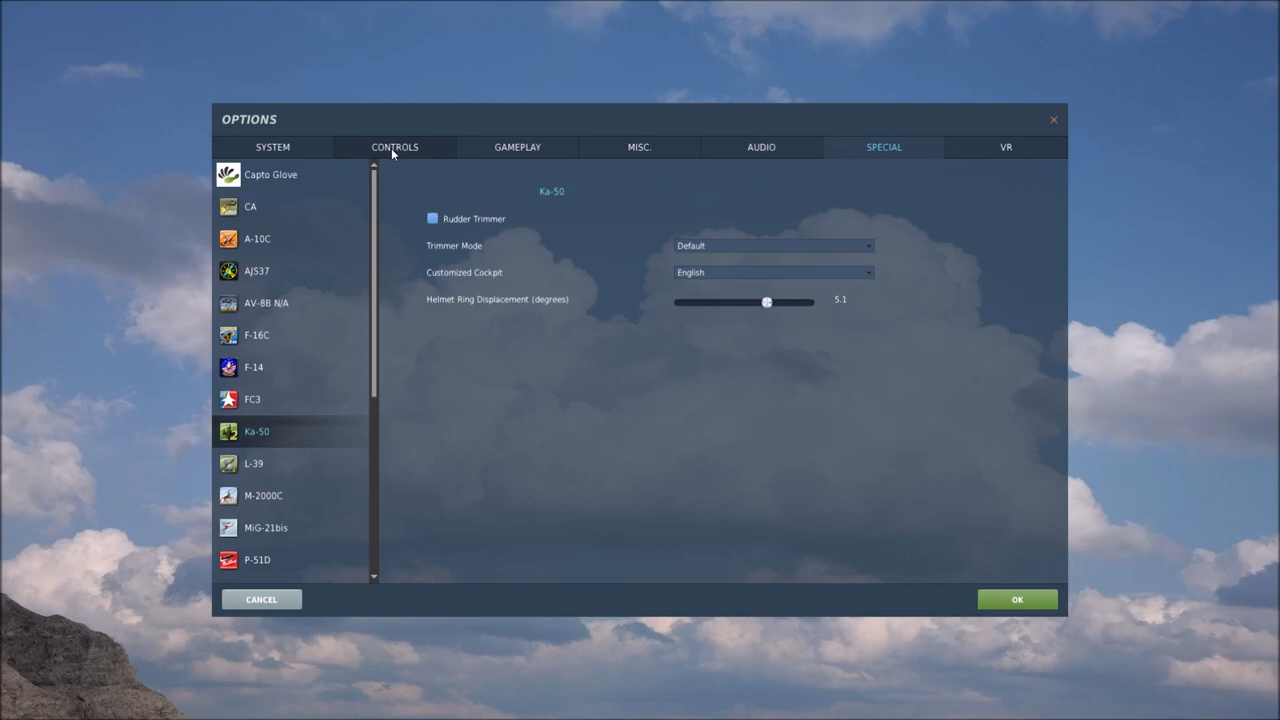 OPTIONS
SYSTEM CONTROLS GAMEPLAY MISC. AUDIO SPECIAL VR
Capto Glove
CA
A-10C
AJS37
AV-8B N/A
F-16C
F-14
FC3
Ka-50
L-39
M-2000C
MiG-21bis
P-51D
Ka-50
Rudder Trimmer
Trimmer Mode Default
Customized Cockpit English
Helmet Ring Displacement (degrees) 5.1
CANCEL OK